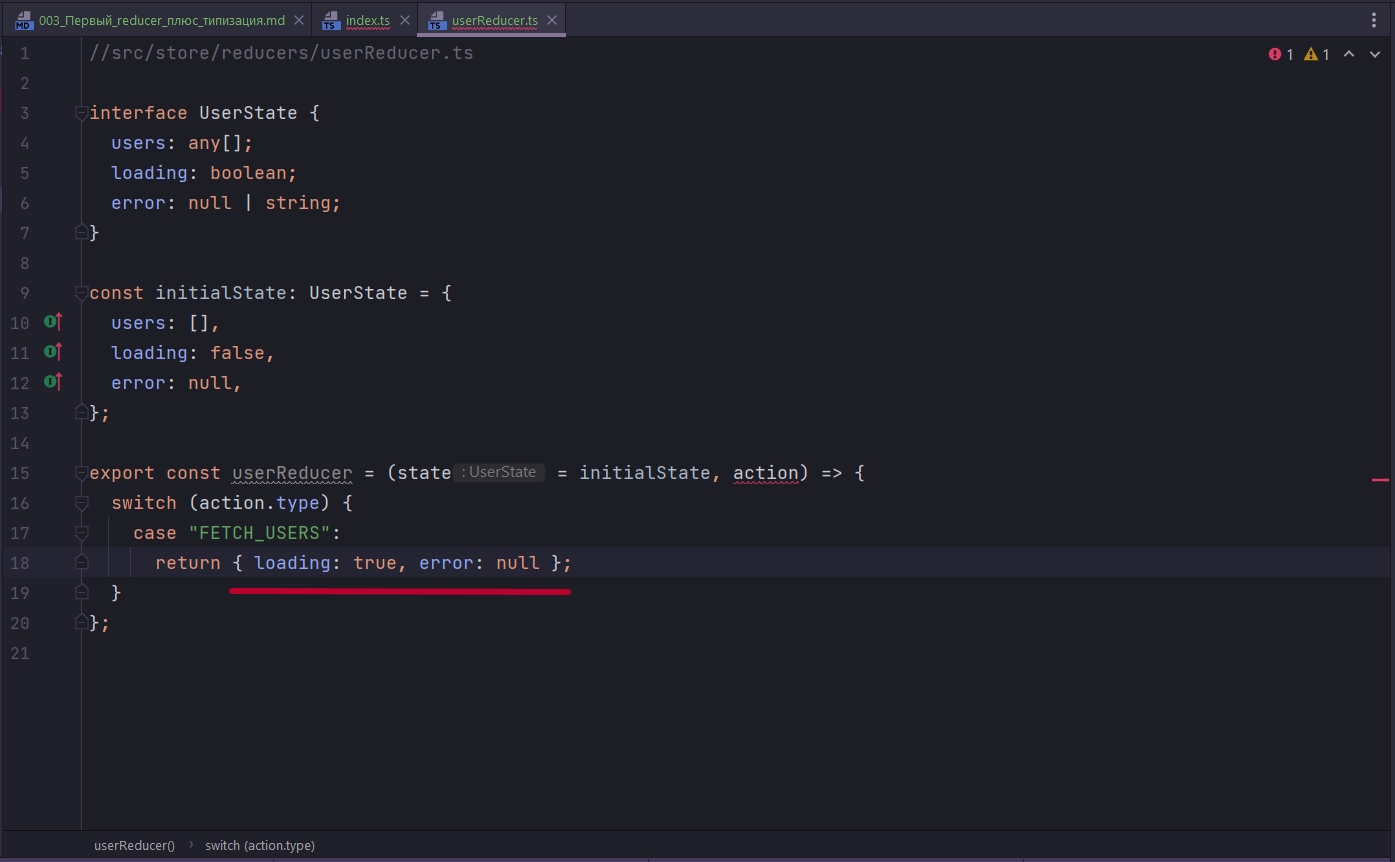 003_Первый_reducer_плюс_типизация.md index.ts userReducer.ts
1 //src/store/reducers/userReducer.ts 1 1
2
3 interface UserState {
4 users: any[];
5 loading: boolean;
6 error: null | string;
7 }
8
9 const initialState: UserState = {
10 users: [],
11 loading: false,
12 error: null,
13 };
14
15 export const userReducer = (state : UserState = initialState, action) => {
16 switch (action.type) {
17 case "FETCH_USERS":
18 return { loading: true, error: null };
19 }
20 };
21
userReducer() › switch (action.type)